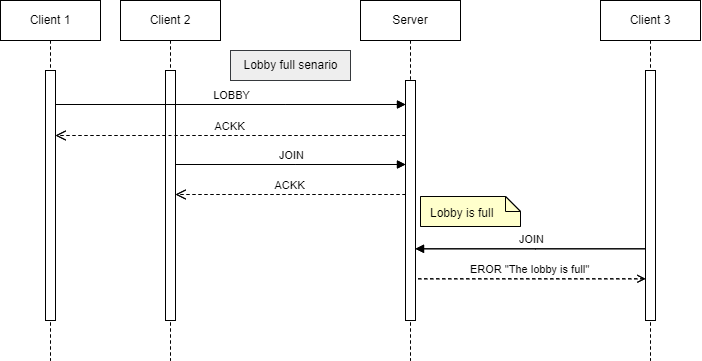 Client 1
Client 2
Server
Client 3
Lobby full senario
LOBBY
ACKK
JOIN
ACKK
Lobby is full
JOIN
EROR "The lobby is full"